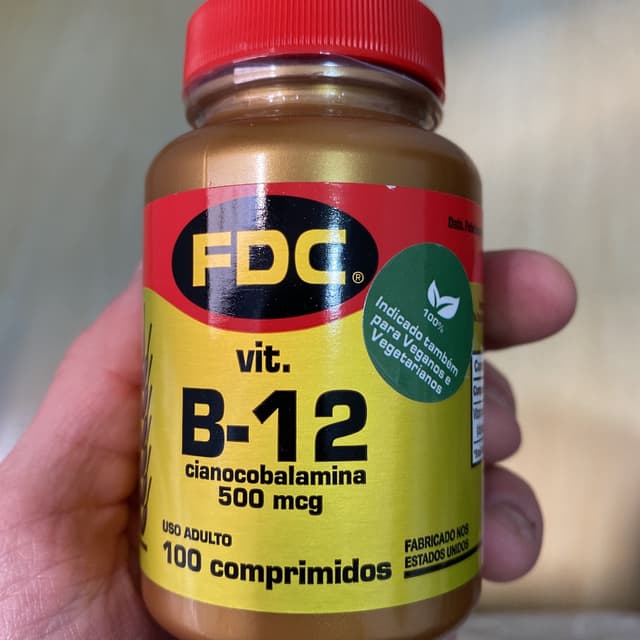 FDC®
100%
Indicado também
para Veganos e
Vegetarianos
vit.
B-12
cianocobalamina
500 mcg
USO ADULTO
100 comprimidos
FABRICADO NOS
ESTADOS UNIDOS